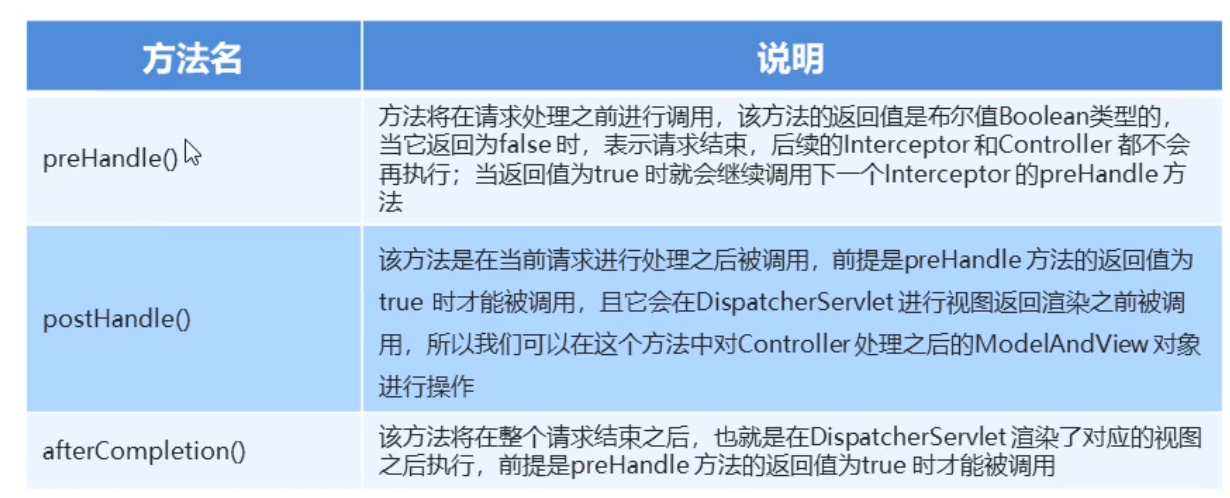 方法名
说明
preHandle()
方法将在请求处理之前进行调用，该方法的返回值是布尔值Boolean类型的，
当它返回为false 时，表示请求结束，后续的Interceptor 和Controller 都不会
再执行；当返回值为true 时就会继续调用下一个Interceptor 的preHandle 方
法
postHandle()
该方法是在当前请求进行处理之后被调用，前提是preHandle 方法的返回值为
true 时才能被调用，且它会在DispatcherServlet 进行视图返回渲染之前被调
用，所以我们可以在这个方法中对Controller 处理之后的ModelAndView 对象
进行操作
afterCompletion()
该方法将在整个请求结束之后，也就是在DispatcherServlet 渲染了对应的视图
之后执行，前提是preHandle 方法的返回值为true 时才能被调用